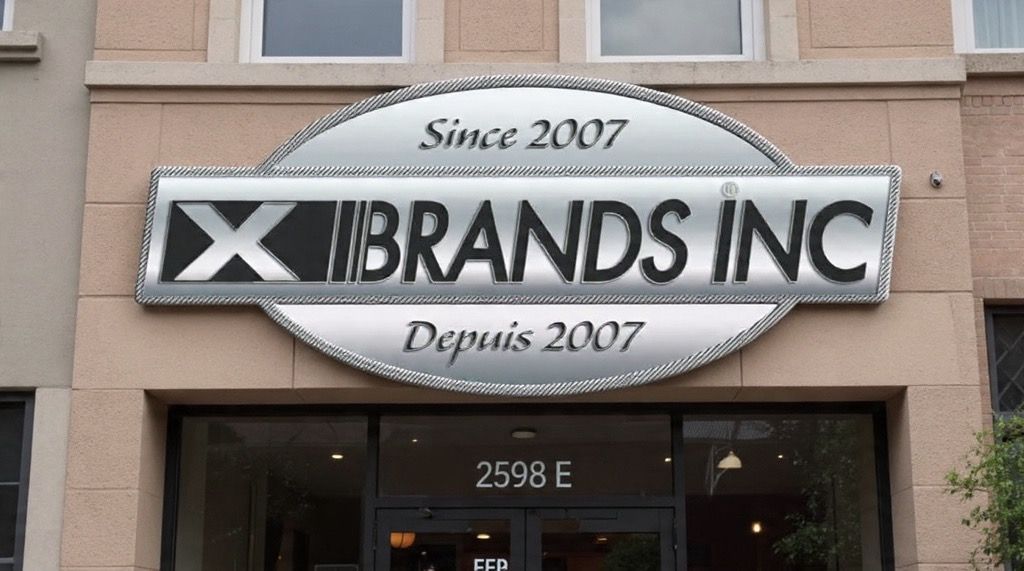 Since 2007
X BRANDS INC
Depuis 2007
2598 E